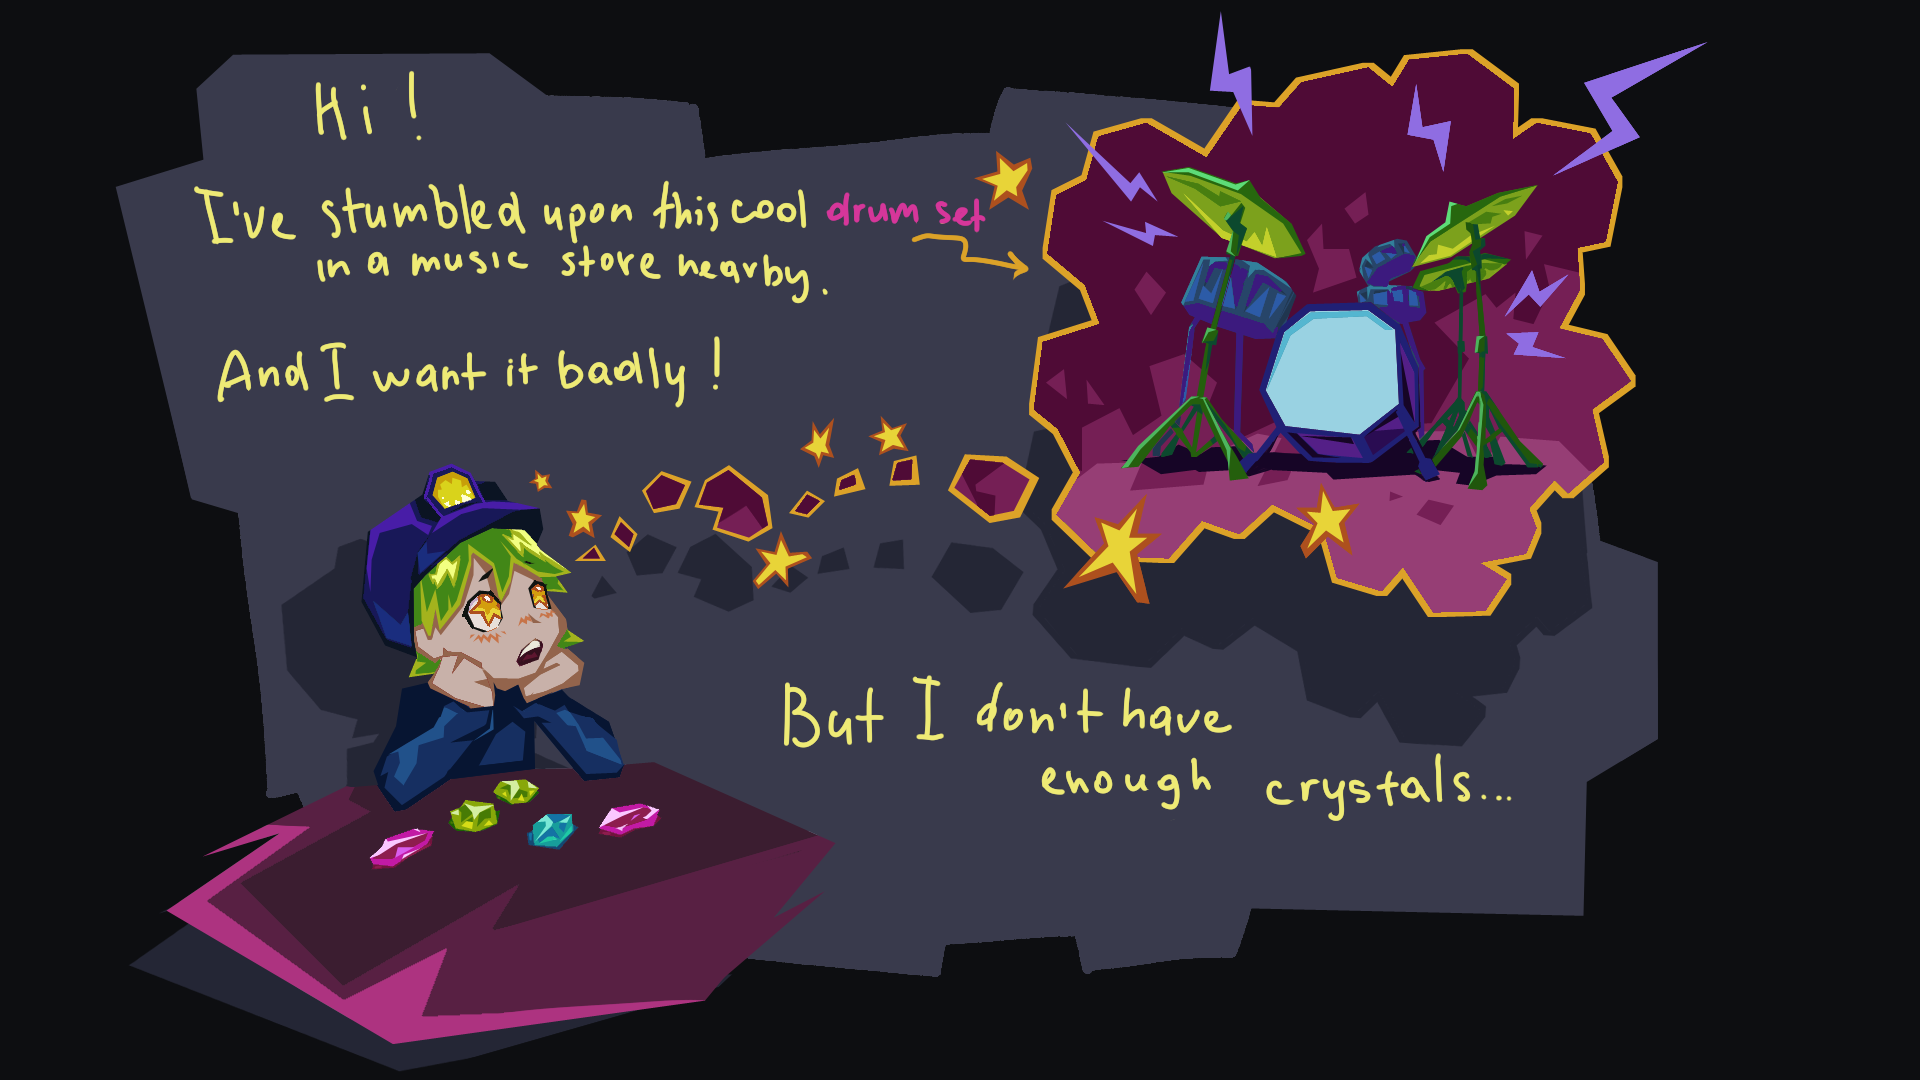 Hi!
I've stumbled upon this cool drum set
in a music store nearby.
And I want it badly!
But I don't have
enough crystals...